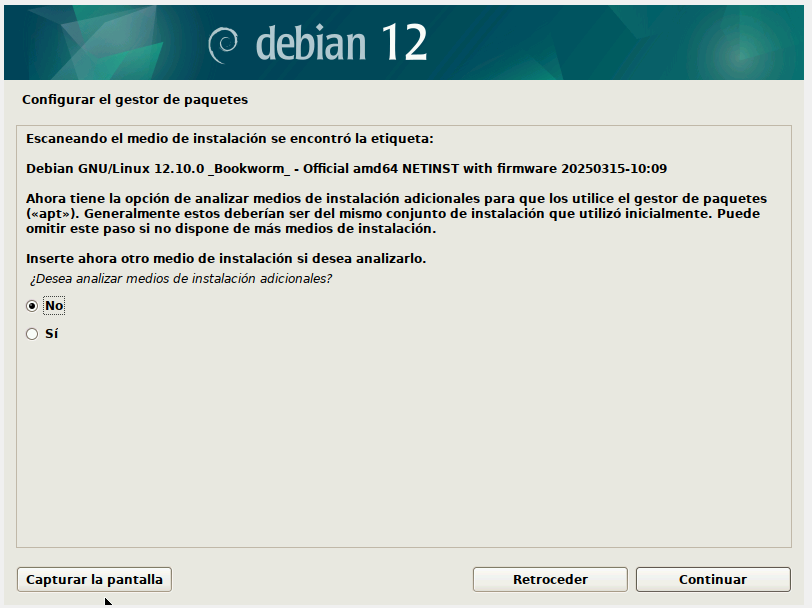 debian 12
Configurar el gestor de paquetes
Escaneando el medio de instalación se encontró la etiqueta:
Debian GNU/Linux 12.10.0 _Bookworm_ - Official amd64 NETINST with firmware 20250315-10:09
Ahora tiene la opción de analizar medios de instalación adicionales para que los utilice el gestor de paquetes
(«apt»). Generalmente estos deberían ser del mismo conjunto de instalación que utilizó inicialmente. Puede
omitir este paso si no dispone de más medios de instalación.
Inserte ahora otro medio de instalación si desea analizarlo.
¿Desea analizar medios de instalación adicionales?
No
Sí
Capturar la pantalla
Retroceder
Continuar